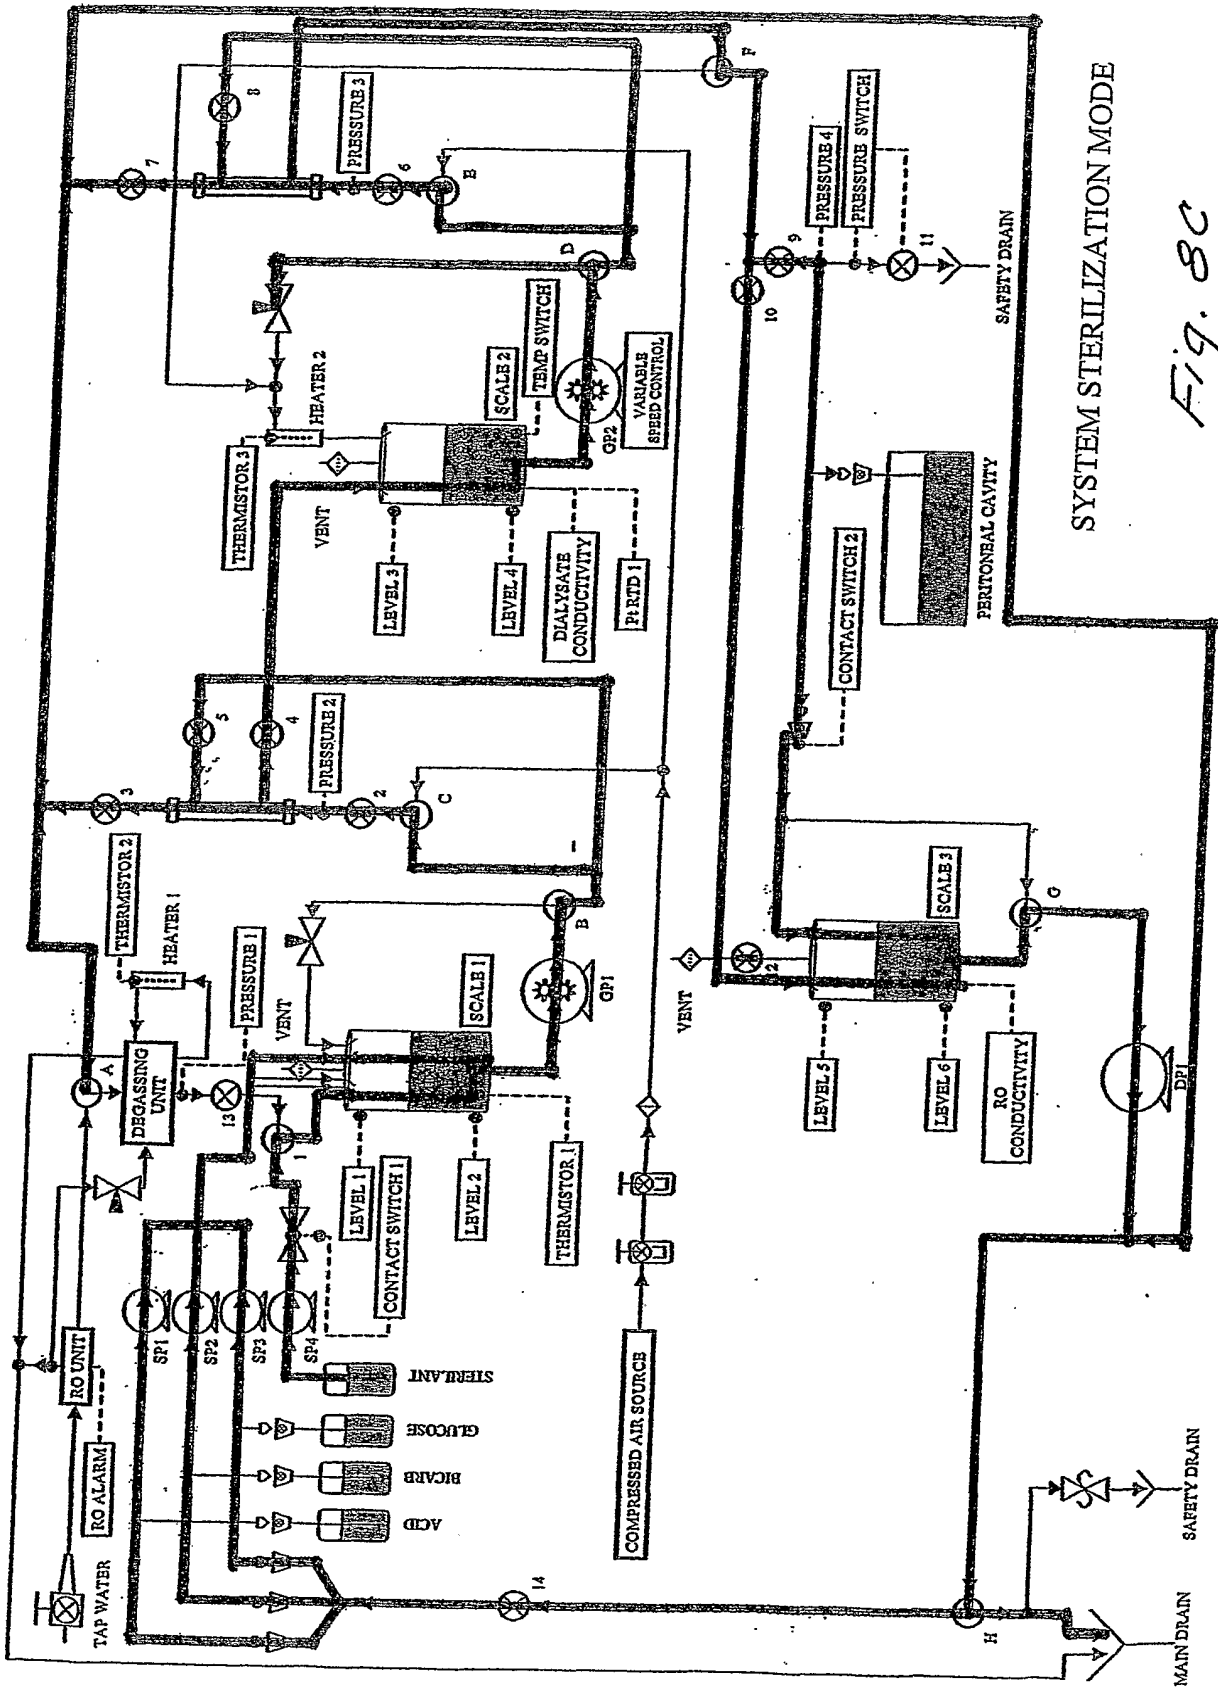 TAP WATER
RO ALARM
RO UNIT
A
DEGASSING
UNIT
THERMISTOR 2
HEATER 1
3
7
SP1
SP2
SP3
SP4
13
PRESSURE 1
VENT
1
5
4
8
THERMISTOR 3
HEATER 2
VENT
PRESSURE 2
PRESSURE 3
2
6
C
E
LEVEL 1
CONTACT SWITCH 1
LEVEL 2
THERMISTOR 1
SCALE 1
GP1
B
LEVEL 3
LEVEL 4
DIALYSATE
CONDUCTIVITY
Pt RTD 1
SCALE 2
TEMP SWITCH
GP2
VARIABLE
SPEED CONTROL
D
ACID
BICARB
GLUCOSE
STERILANT
COMPRESSED AIR SOURCE
14
VENT
12
F
10
9
PRESSURE 4
PRESSURE SWITCH
11
SAFETY DRAIN
LEVEL 5
LEVEL 6
RO
CONDUCTIVITY
SCALE 3
G
CONTACT SWITCH 2
PERITONEAL CAVITY
DP1
H
MAIN DRAIN
SAFETY DRAIN
SYSTEM STERILIZATION MODE
Fig. 8C